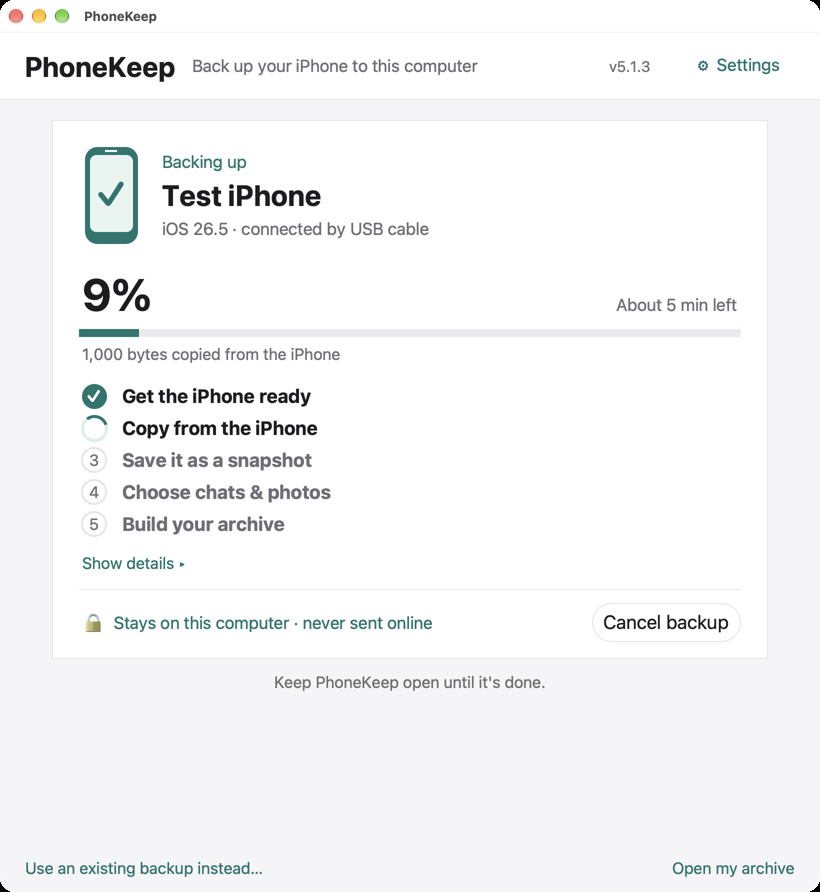 PhoneKeep
PhoneKeep Back up your iPhone to this computer v5.1.3 ⚙ Settings
Backing up
Test iPhone
iOS 26.5 · connected by USB cable
9% About 5 min left
1,000 bytes copied from the iPhone
Get the iPhone ready
Copy from the iPhone
3 Save it as a snapshot
4 Choose chats & photos
5 Build your archive
Show details ▸
Stays on this computer · never sent online Cancel backup
Keep PhoneKeep open until it's done.
Use an existing backup instead... Open my archive